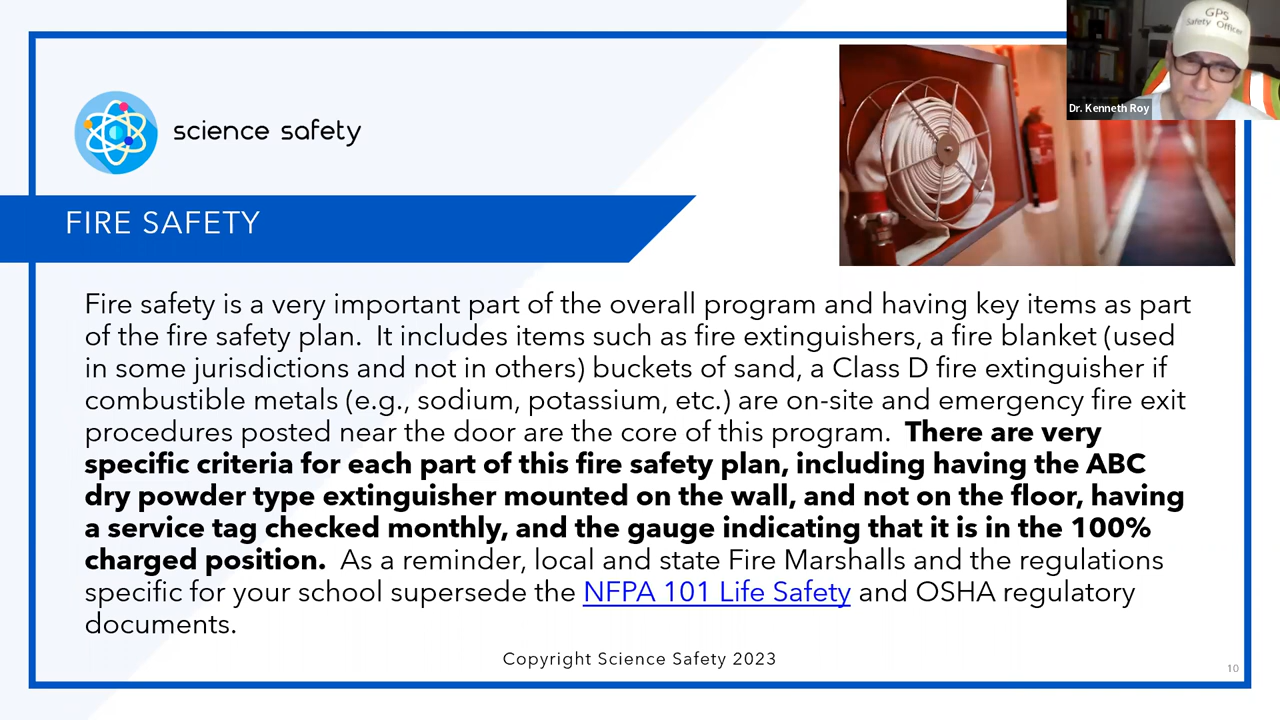 GPS
Safety Officer
Dr. Kenneth Roy
science safety
FIRE SAFETY
Fire safety is a very important part of the overall program and having key items as part
of the fire safety plan.  It includes items such as fire extinguishers, a fire blanket (used
in some jurisdictions and not in others) buckets of sand, a Class D fire extinguisher if
combustible metals (e.g., sodium, potassium, etc.) are on-site and emergency fire exit
procedures posted near the door are the core of this program.  There are very
specific criteria for each part of this fire safety plan, including having the ABC
dry powder type extinguisher mounted on the wall, and not on the floor, having
a service tag checked monthly, and the gauge indicating that it is in the 100%
charged position.  As a reminder, local and state Fire Marshalls and the regulations
specific for your school supersede the NFPA 101 Life Safety and OSHA regulatory
documents.
Copyright Science Safety 2023
10